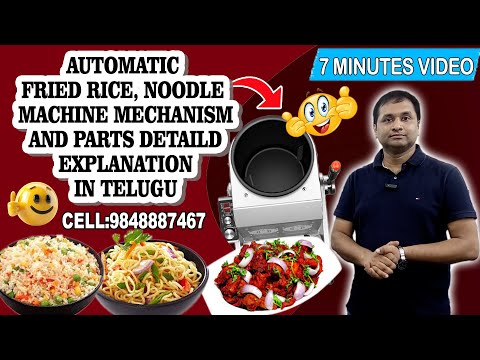 7 MINUTES VIDEO
AUTOMATIC
FRIED RICE, NOODLE
MACHINE MECHANISM
AND PARTS DETAILD
EXPLANATION
IN TELUGU
CELL:9848887467